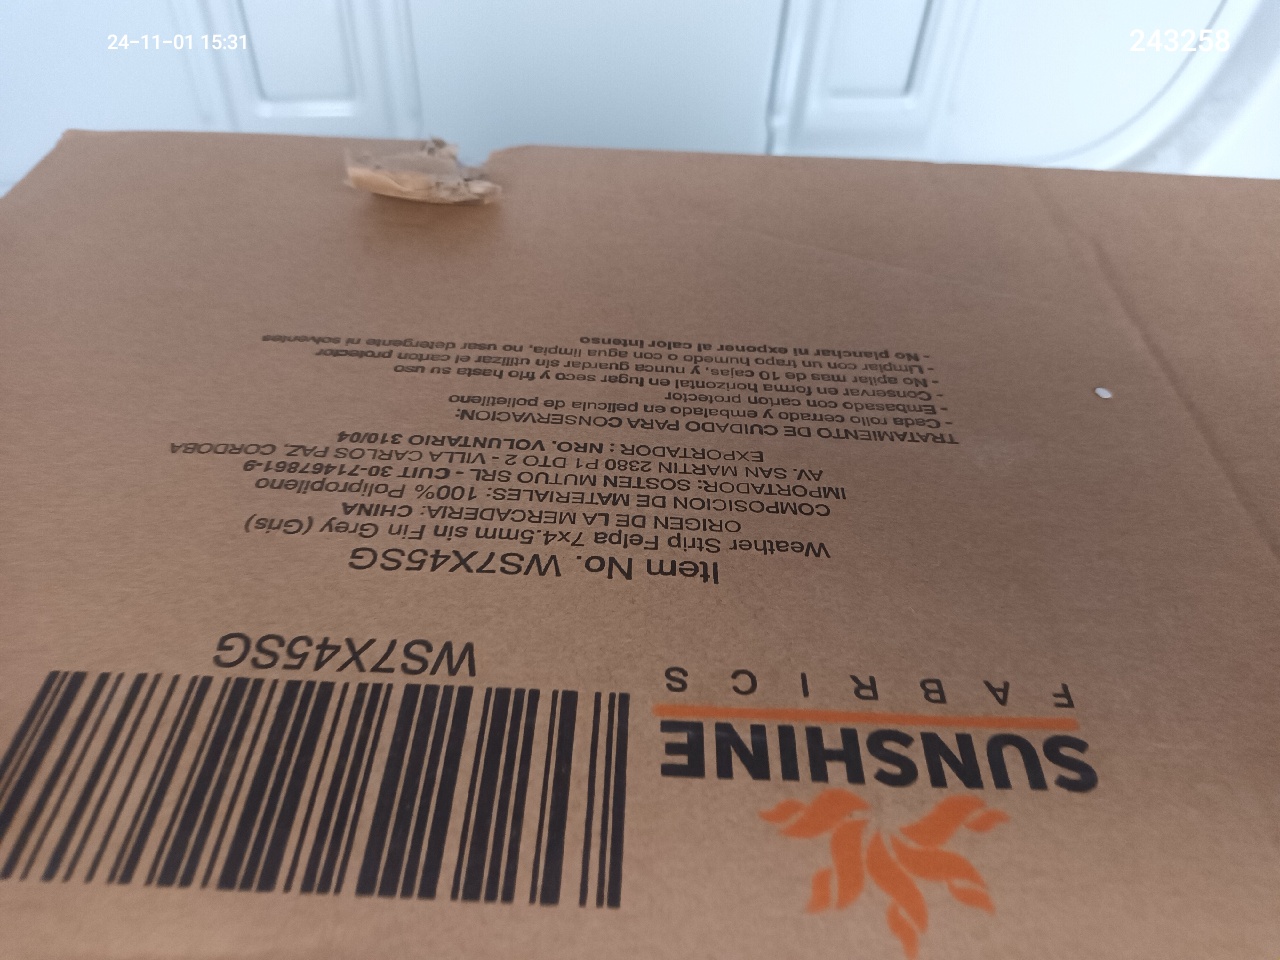 24-11-01 15:31
243258
SUNSHINE
FABRICS
WS7X45SG
Item No. WS7X45SG
Weather Strip Felpa 7x4.5mm sin Fin Grey (Gris)
ORIGEN DE LA MERCADERIA: CHINA
COMPOSICION DE MATERIALES: 100% Polipropileno
IMPORTADOR: SOSTEN MUTUO SRL - CUIT 30-71467861-9
AV. SAN MARTIN 2380 P1 DTO 2 - VILLA CARLOS PAZ, CORDOBA
EXPORTADOR : NRO. VOLUNTARIO 310/04
TRATAMIENTO DE CUIDADO PARA CONSERVACION:
- Cada rollo cerrado y embalado en pelicula de polietileno
- Embasado con carton protector
- Conservar en forma horizontal en lugar seco y frio hasta su uso
- No apilar mas de 10 cajas, y nunca guardar sin utilizar el carton protector
- Limpiar con un trapo humedo o con agua limpia, no usar detergente ni solventes
- No planchar ni exponer al calor intenso